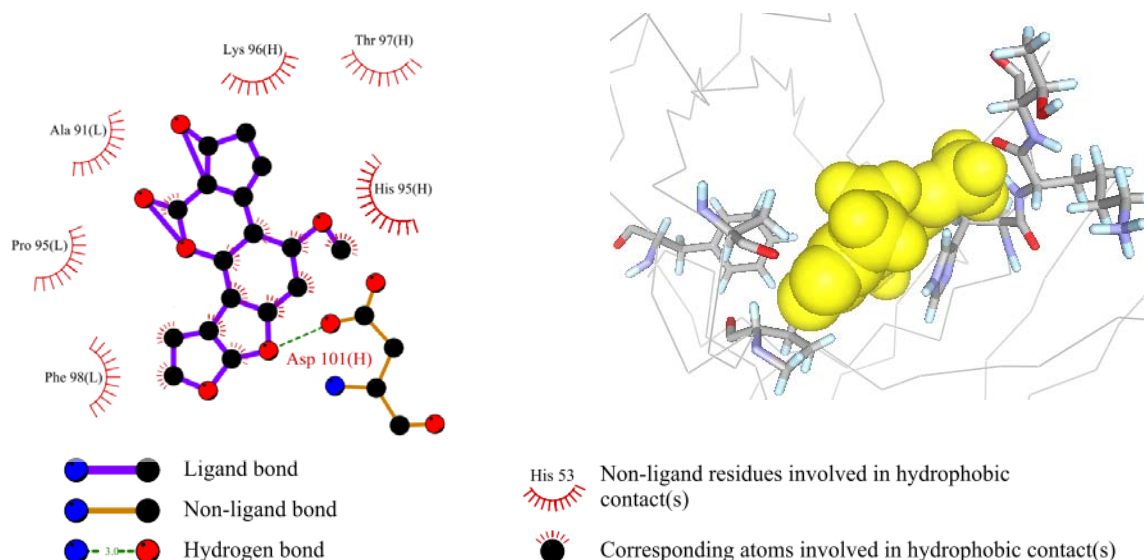 Thr 97(H)
Lys 96(H)
Ala 91(L)
His 95(H)
Pro 95(L)
Asp 101(H)
Phe 98(L)
Ligand bond
Non-ligand bond
3.0
Hydrogen bond
His 53
Non-ligand residues involved in hydrophobic
contact(s)
Corresponding atoms involved in hydrophobic contact(s)